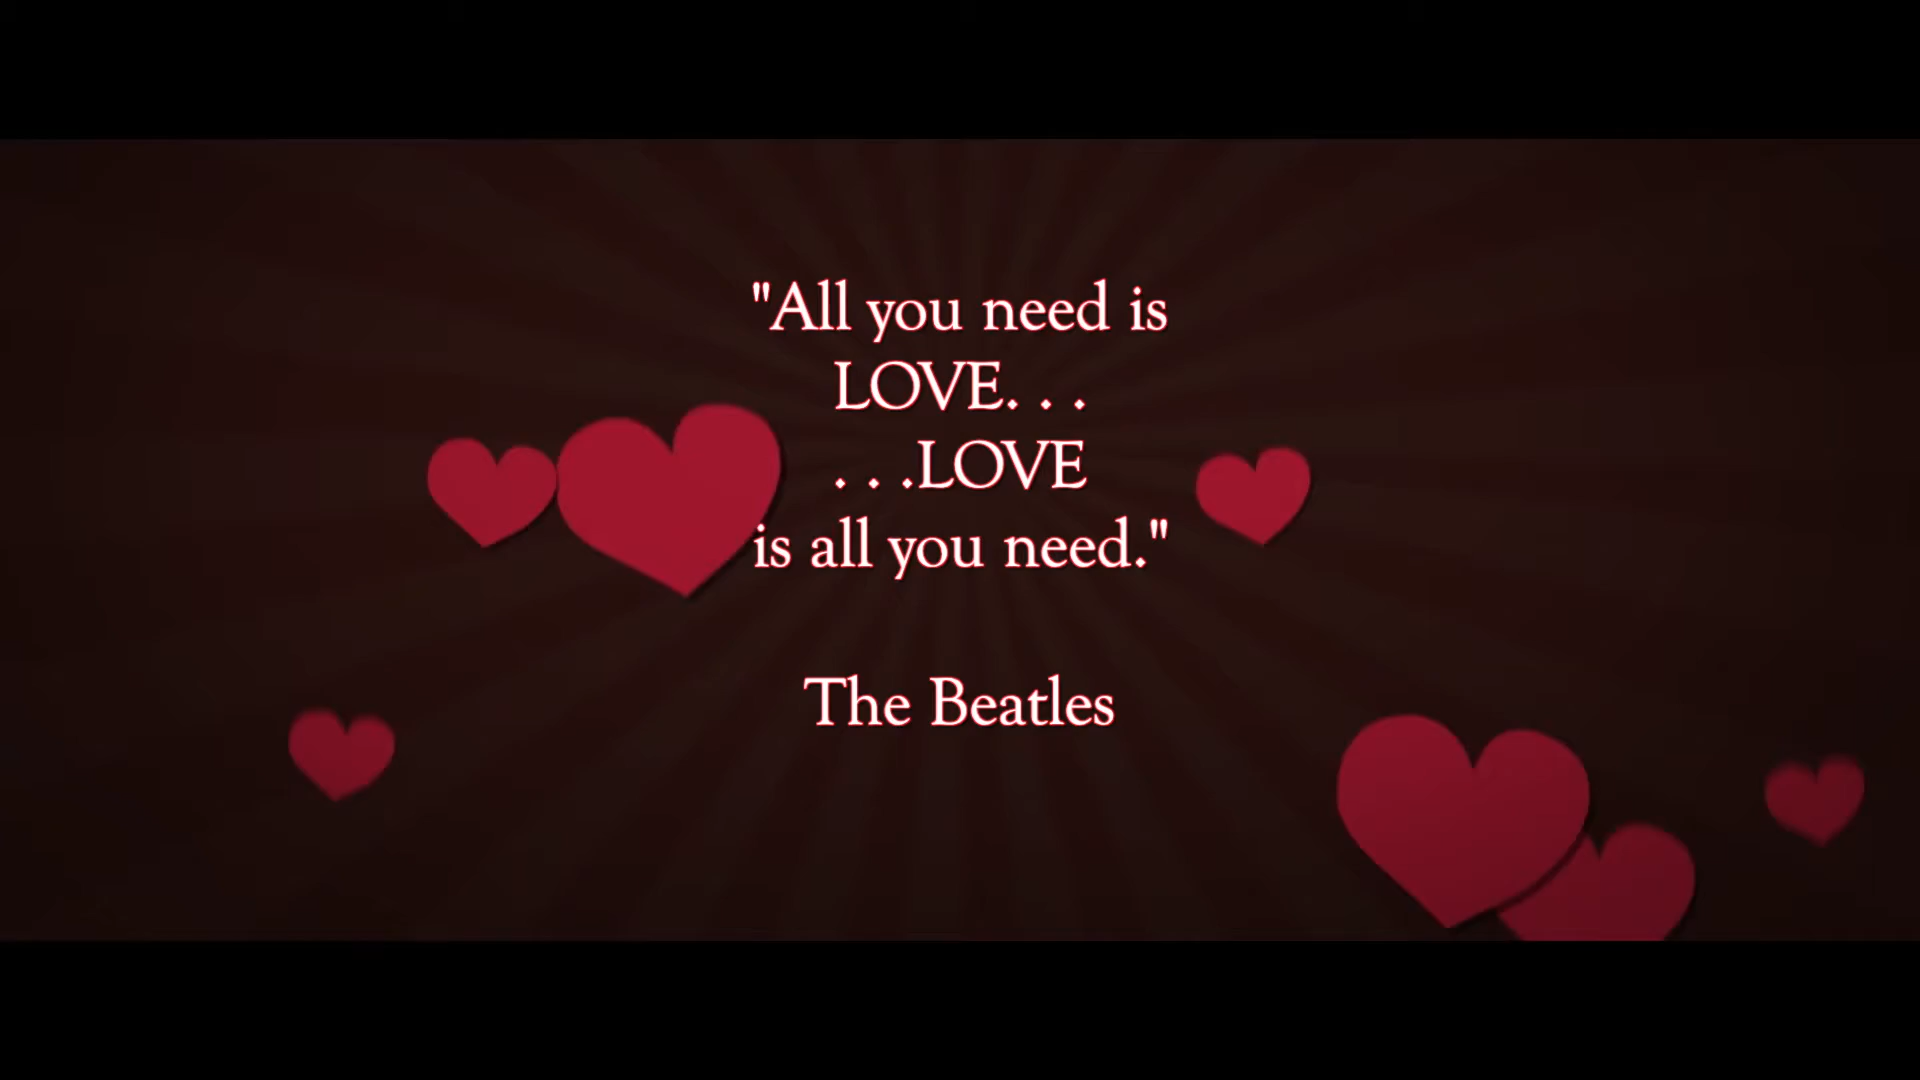 "All you need is
LOVE. . .
. . .LOVE
is all you need."
The Beatles